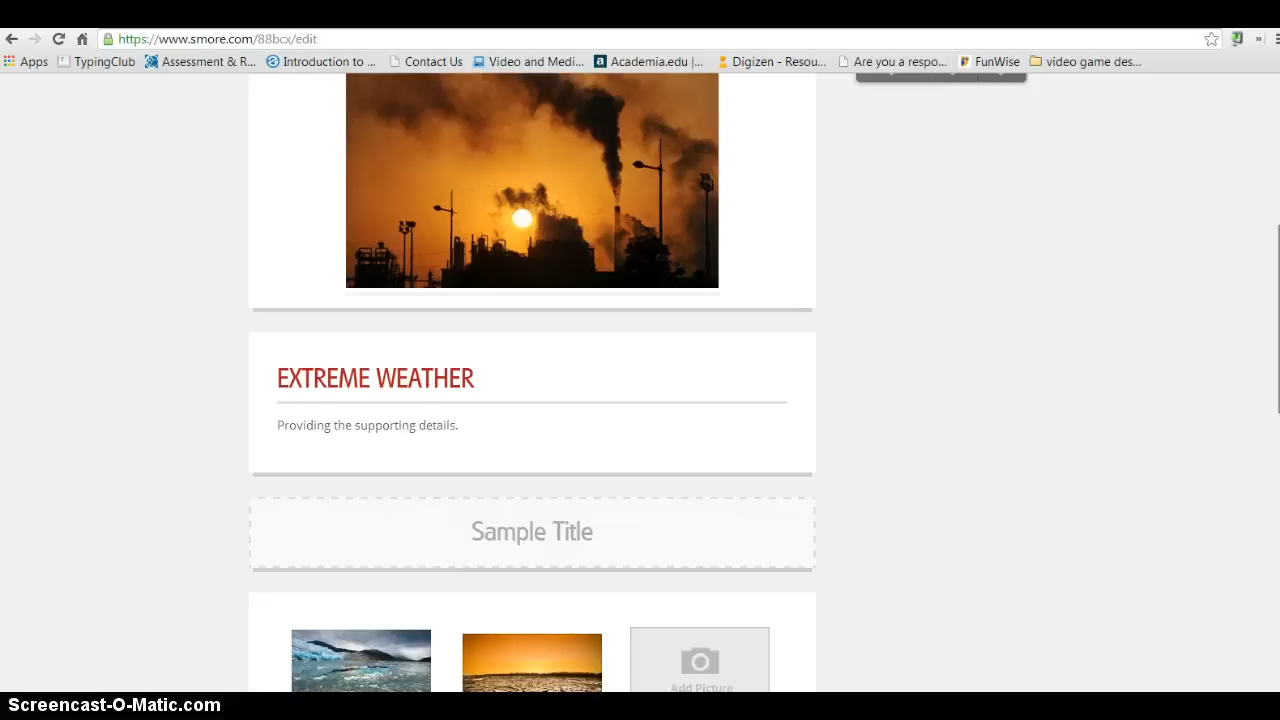 https://www.smore.com/88bcx/edit
Apps TypingClub Assessment & R... Introduction to ... Contact Us Video and Medi... Academia.edu |... Digizen - Resou... Are you a respo... FunWise video game des...
EXTREME WEATHER
Providing the supporting details.
Sample Title
Add Picture
Screencast-O-Matic.com